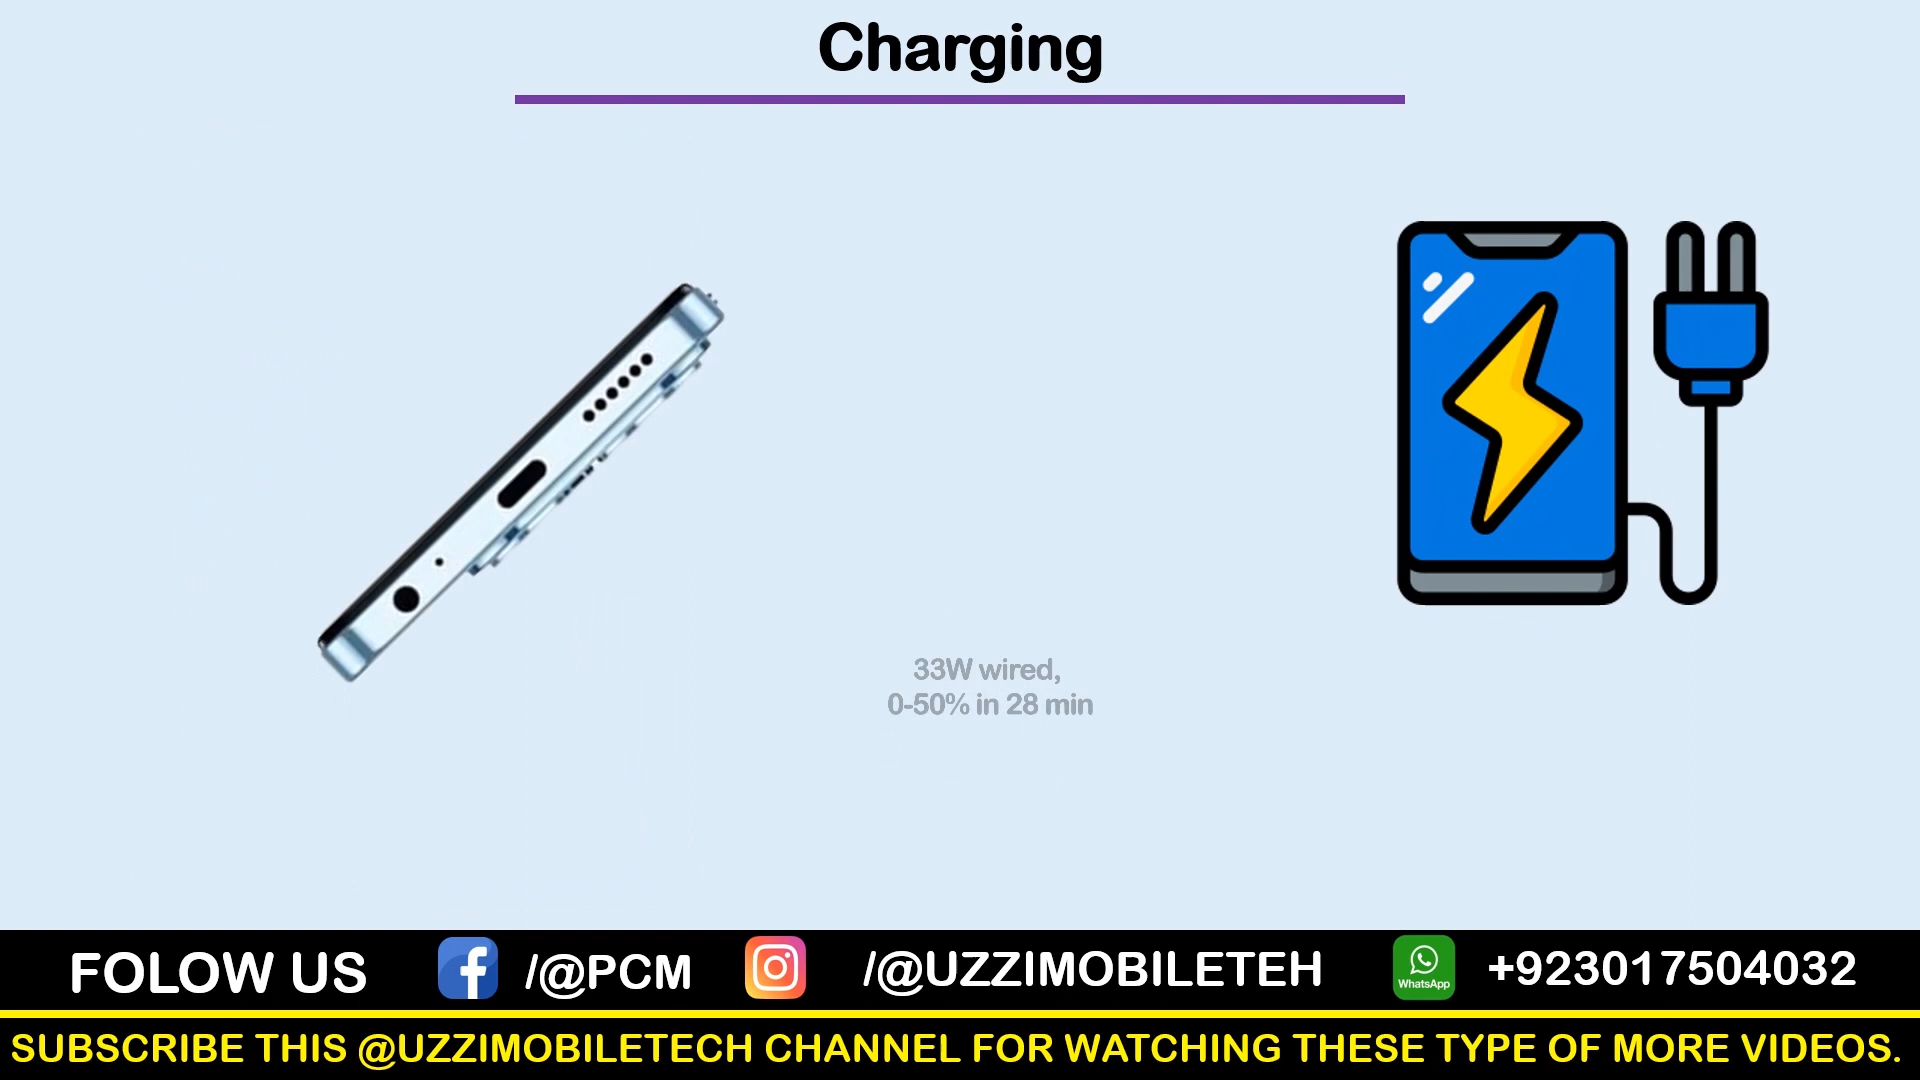 Charging
33W wired,
0-50% in 28 min
FOLOW US /@PCM /@UZZIMOBILETEH WhatsApp +923017504032
SUBSCRIBE THIS @UZZIMOBILETECH CHANNEL FOR WATCHING THESE TYPE OF MORE VIDEOS.